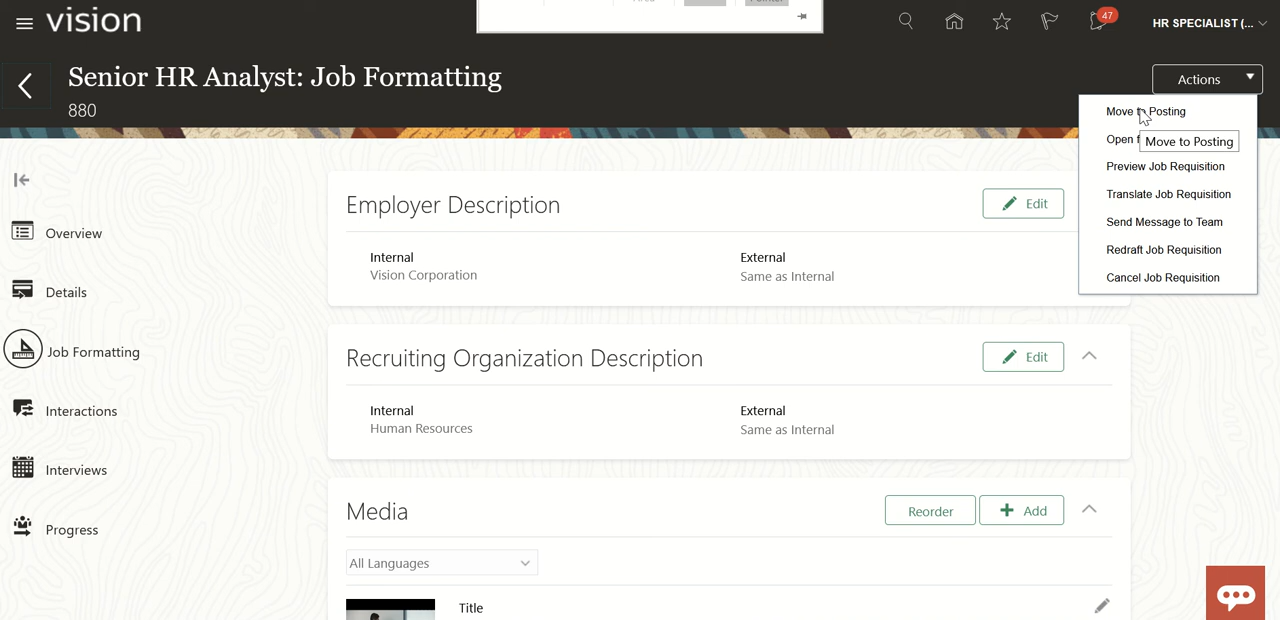 vision
47
HR SPECIALIST (...
Senior HR Analyst: Job Formatting
880
Actions
Move to Posting
Open f
Move to Posting
Preview Job Requisition
Translate Job Requisition
Send Message to Team
Redraft Job Requisition
Cancel Job Requisition
Overview
Details
Job Formatting
Interactions
Interviews
Progress
Employer Description
Edit
Internal
External
Vision Corporation
Same as Internal
Recruiting Organization Description
Edit
Internal
External
Human Resources
Same as Internal
Media
Reorder
Add
All Languages
Title